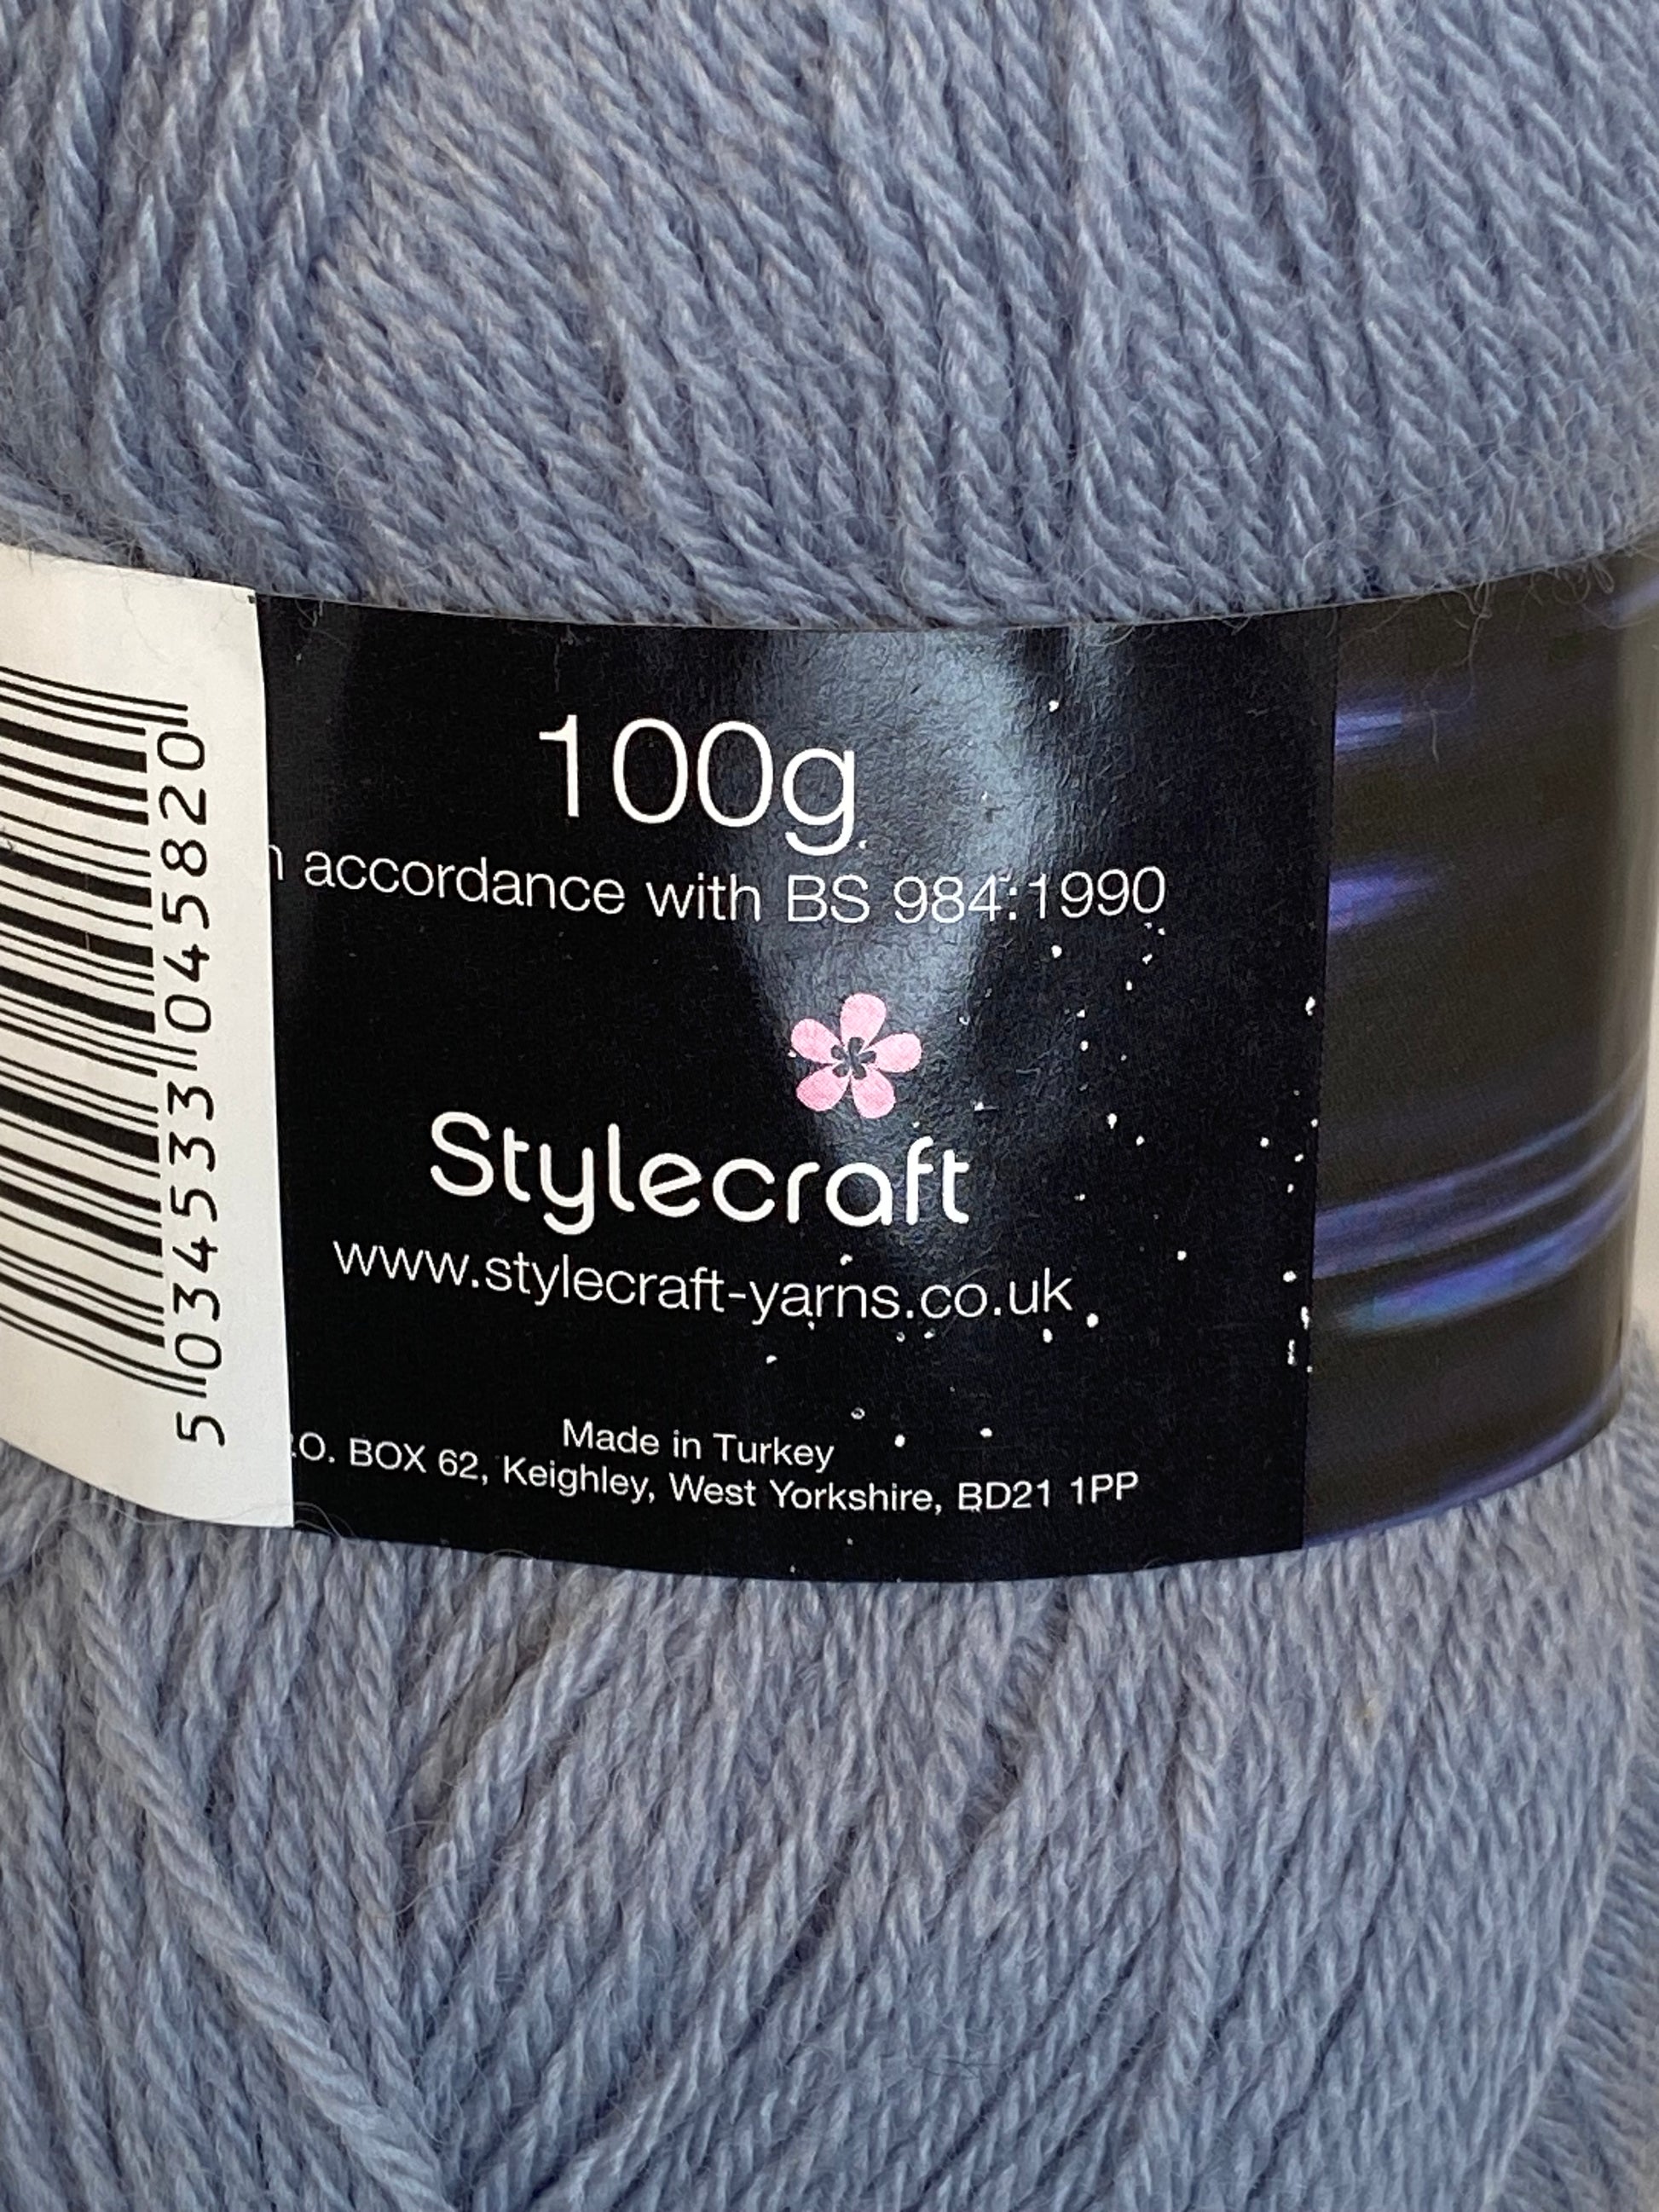 100g
accordance with BS 984:1990
Stylecraft
www.stylecraft-yarns.co.uk
Made in Turkey
.O. BOX 62, Keighley, West Yorkshire, BD21 1PP
5 034533 045820